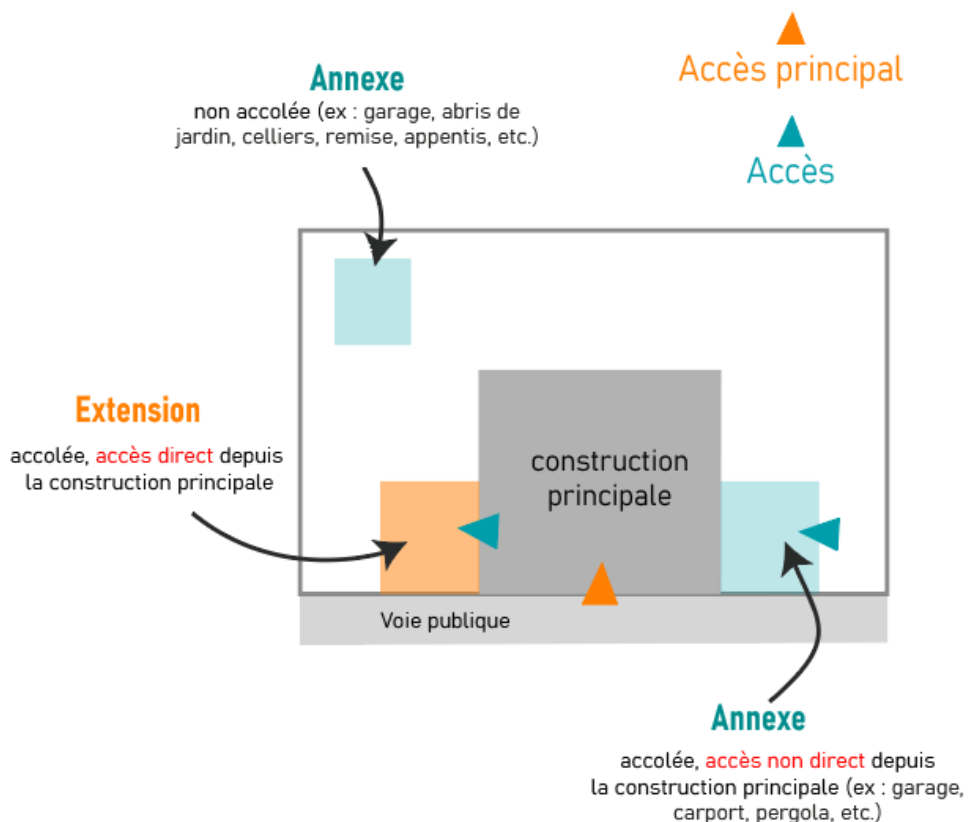 Accès principal
Accès
Annexe
non accolée (ex : garage, abris de
jardin, celliers, remise, appentis, etc.)
Extension
accolée, accès direct depuis
la construction principale
construction
principale
Voie publique
Annexe
accolée, accès non direct depuis
la construction principale (ex : garage,
carport, pergola, etc.)